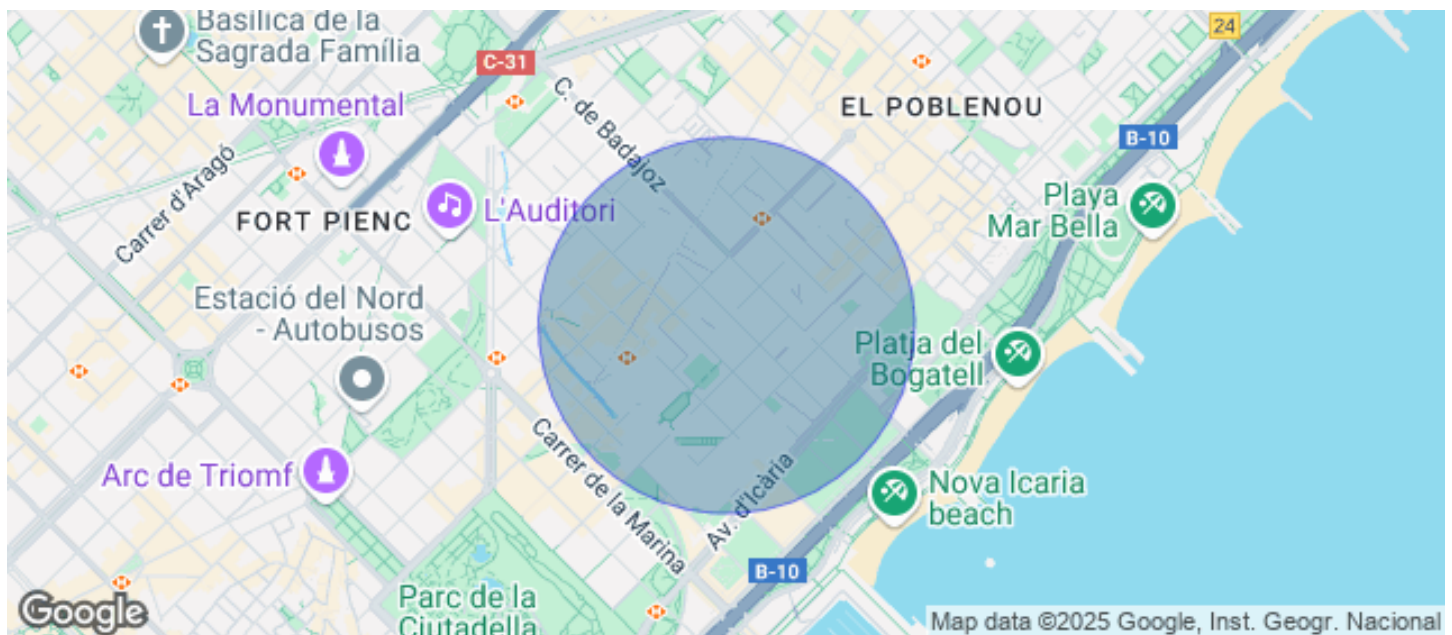 Basílica de la
Sagrada Família
24
C-31
La Monumental
C. de Badajoz
EL POBLENOU
B-10
Carrer d'Aragó
FORT PIENC
L'Auditori
Playa
Mar Bella
Estació del Nord
- Autobusos
Platja del
Bogatell
Carrer de la Marina
Arc de Triomf
Av. d'Icària
Nova Icaria
beach
B-10
Parc de la
Ciutadella
Google
Map data ©2025 Google, Inst. Geogr. Nacional